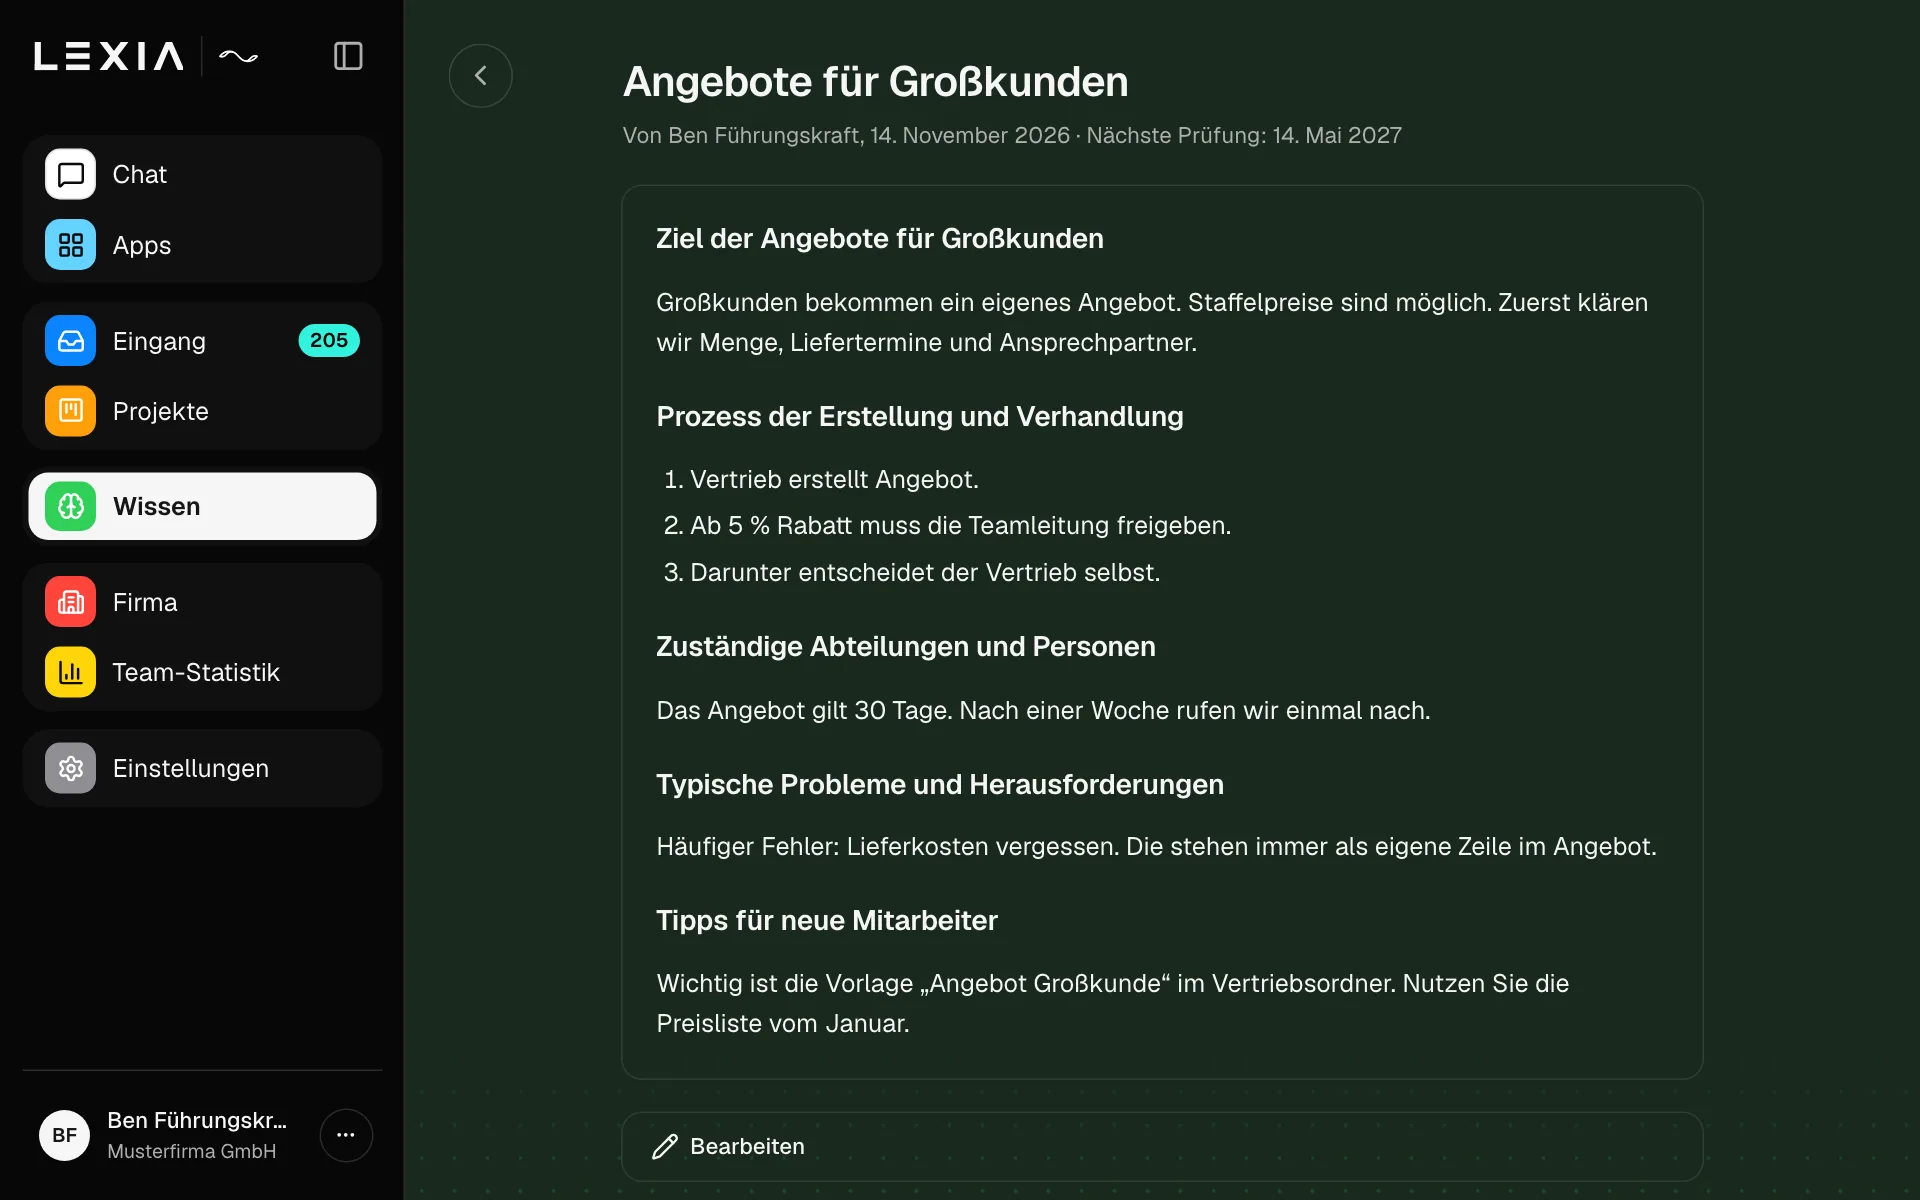 LEXIA
Chat
Apps
Eingang 205
Projekte
Wissen
Firma
Team-Statistik
Einstellungen
BF
Ben Führungskr...
Musterfirma GmbH
Angebote für Großkunden
Von Ben Führungskraft, 14. November 2026 · Nächste Prüfung: 14. Mai 2027
Ziel der Angebote für Großkunden
Großkunden bekommen ein eigenes Angebot. Staffelpreise sind möglich. Zuerst klären
wir Menge, Liefertermine und Ansprechpartner.
Prozess der Erstellung und Verhandlung
1. Vertrieb erstellt Angebot.
2. Ab 5 % Rabatt muss die Teamleitung freigeben.
3. Darunter entscheidet der Vertrieb selbst.
Zuständige Abteilungen und Personen
Das Angebot gilt 30 Tage. Nach einer Woche rufen wir einmal nach.
Typische Probleme und Herausforderungen
Häufiger Fehler: Lieferkosten vergessen. Die stehen immer als eigene Zeile im Angebot.
Tipps für neue Mitarbeiter
Wichtig ist die Vorlage „Angebot Großkunde“ im Vertriebsordner. Nutzen Sie die
Preisliste vom Januar.
Bearbeiten